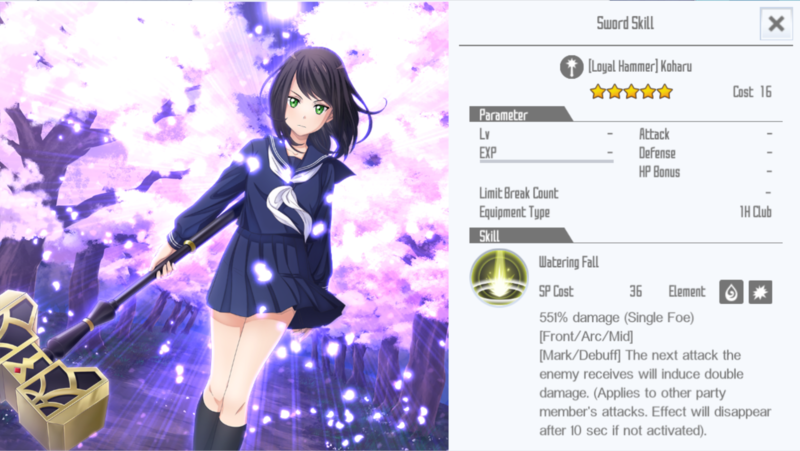 Sword Skill
[Loyal Hammer] Koharu
Cost 16
Parameter
Lv -
Attack -
EXP -
Defense -
HP Bonus -
Limit Break Count -
Equipment Type 1H Club
Skill
Watering Fall
SP Cost 36 Element
551% damage (Single Foe)
[Front/Arc/Mid]
[Mark/Debuff] The next attack the
enemy receives will induce double
damage. (Applies to other party
member's attacks. Effect will disappear
after 10 sec if not activated).